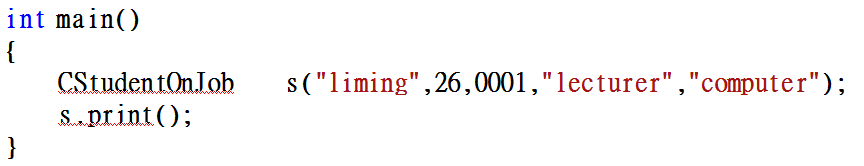 int main()
{
CStudentOnJob s("liming",26,0001,"lecturer","computer");
s.print();
}